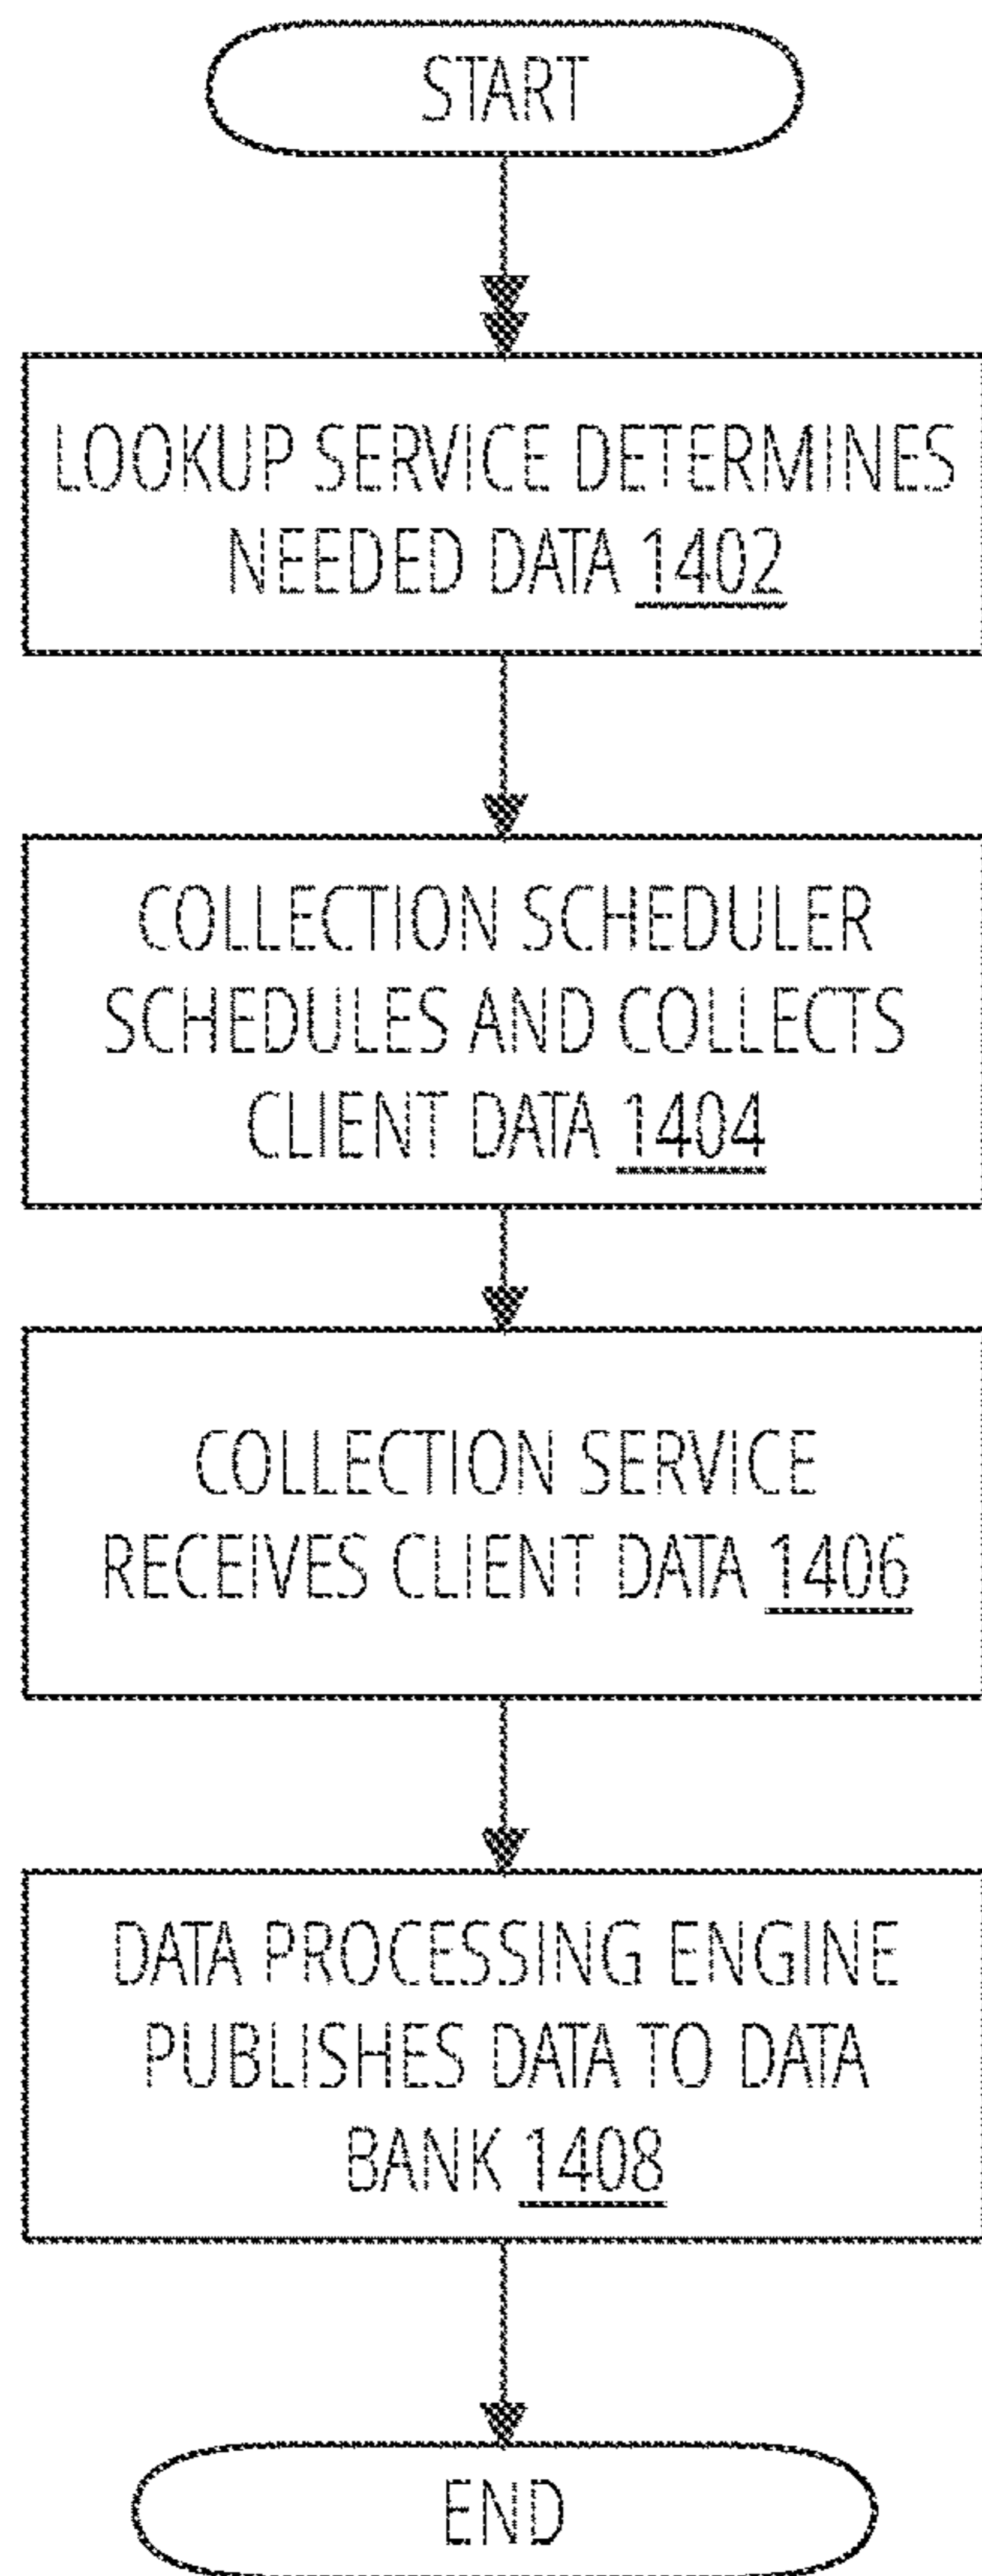 START
LOOKUP SERVICE DETERMINES
NEEDED DATA 1402
COLLECTION SCHEDULER
SCHEDULES AND COLLECTS
CLIENT DATA 1404
COLLECTION SERVICE
RECEIVES CLIENT DATA 1406
DATA PROCESSING ENGINE
PUBLISHES DATA TO DATA
BANK 1408
END